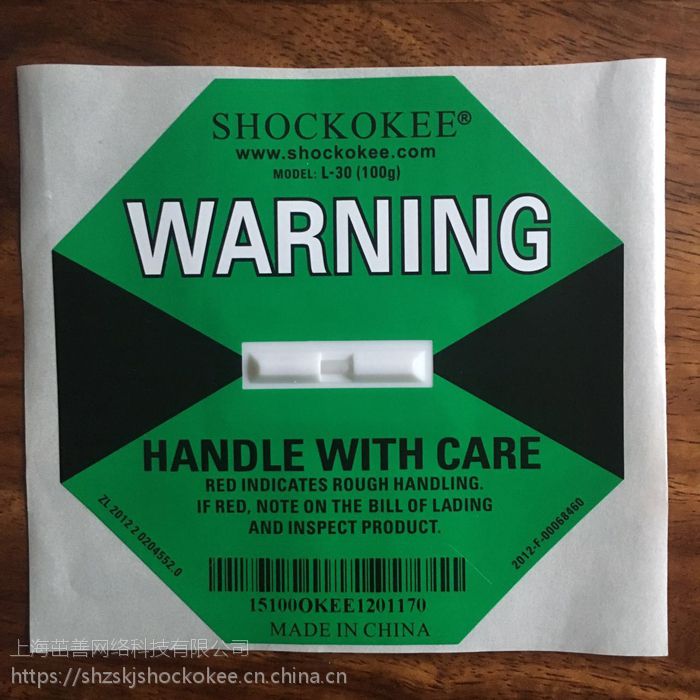 SHOCKOKEE®
www.shockokee.com
MODEL: L-30 (100g)
WARNING
HANDLE WITH CARE
RED INDICATES ROUGH HANDLING.
IF RED, NOTE ON THE BILL OF LADING
AND INSPECT PRODUCT.
ZL 2012 2 0204552.0
2012-F-00068460
15100OKEE1201170
MADE IN CHINA
上海茁善网络科技有限公司
https://shzskjshockokee.cn.china.cn